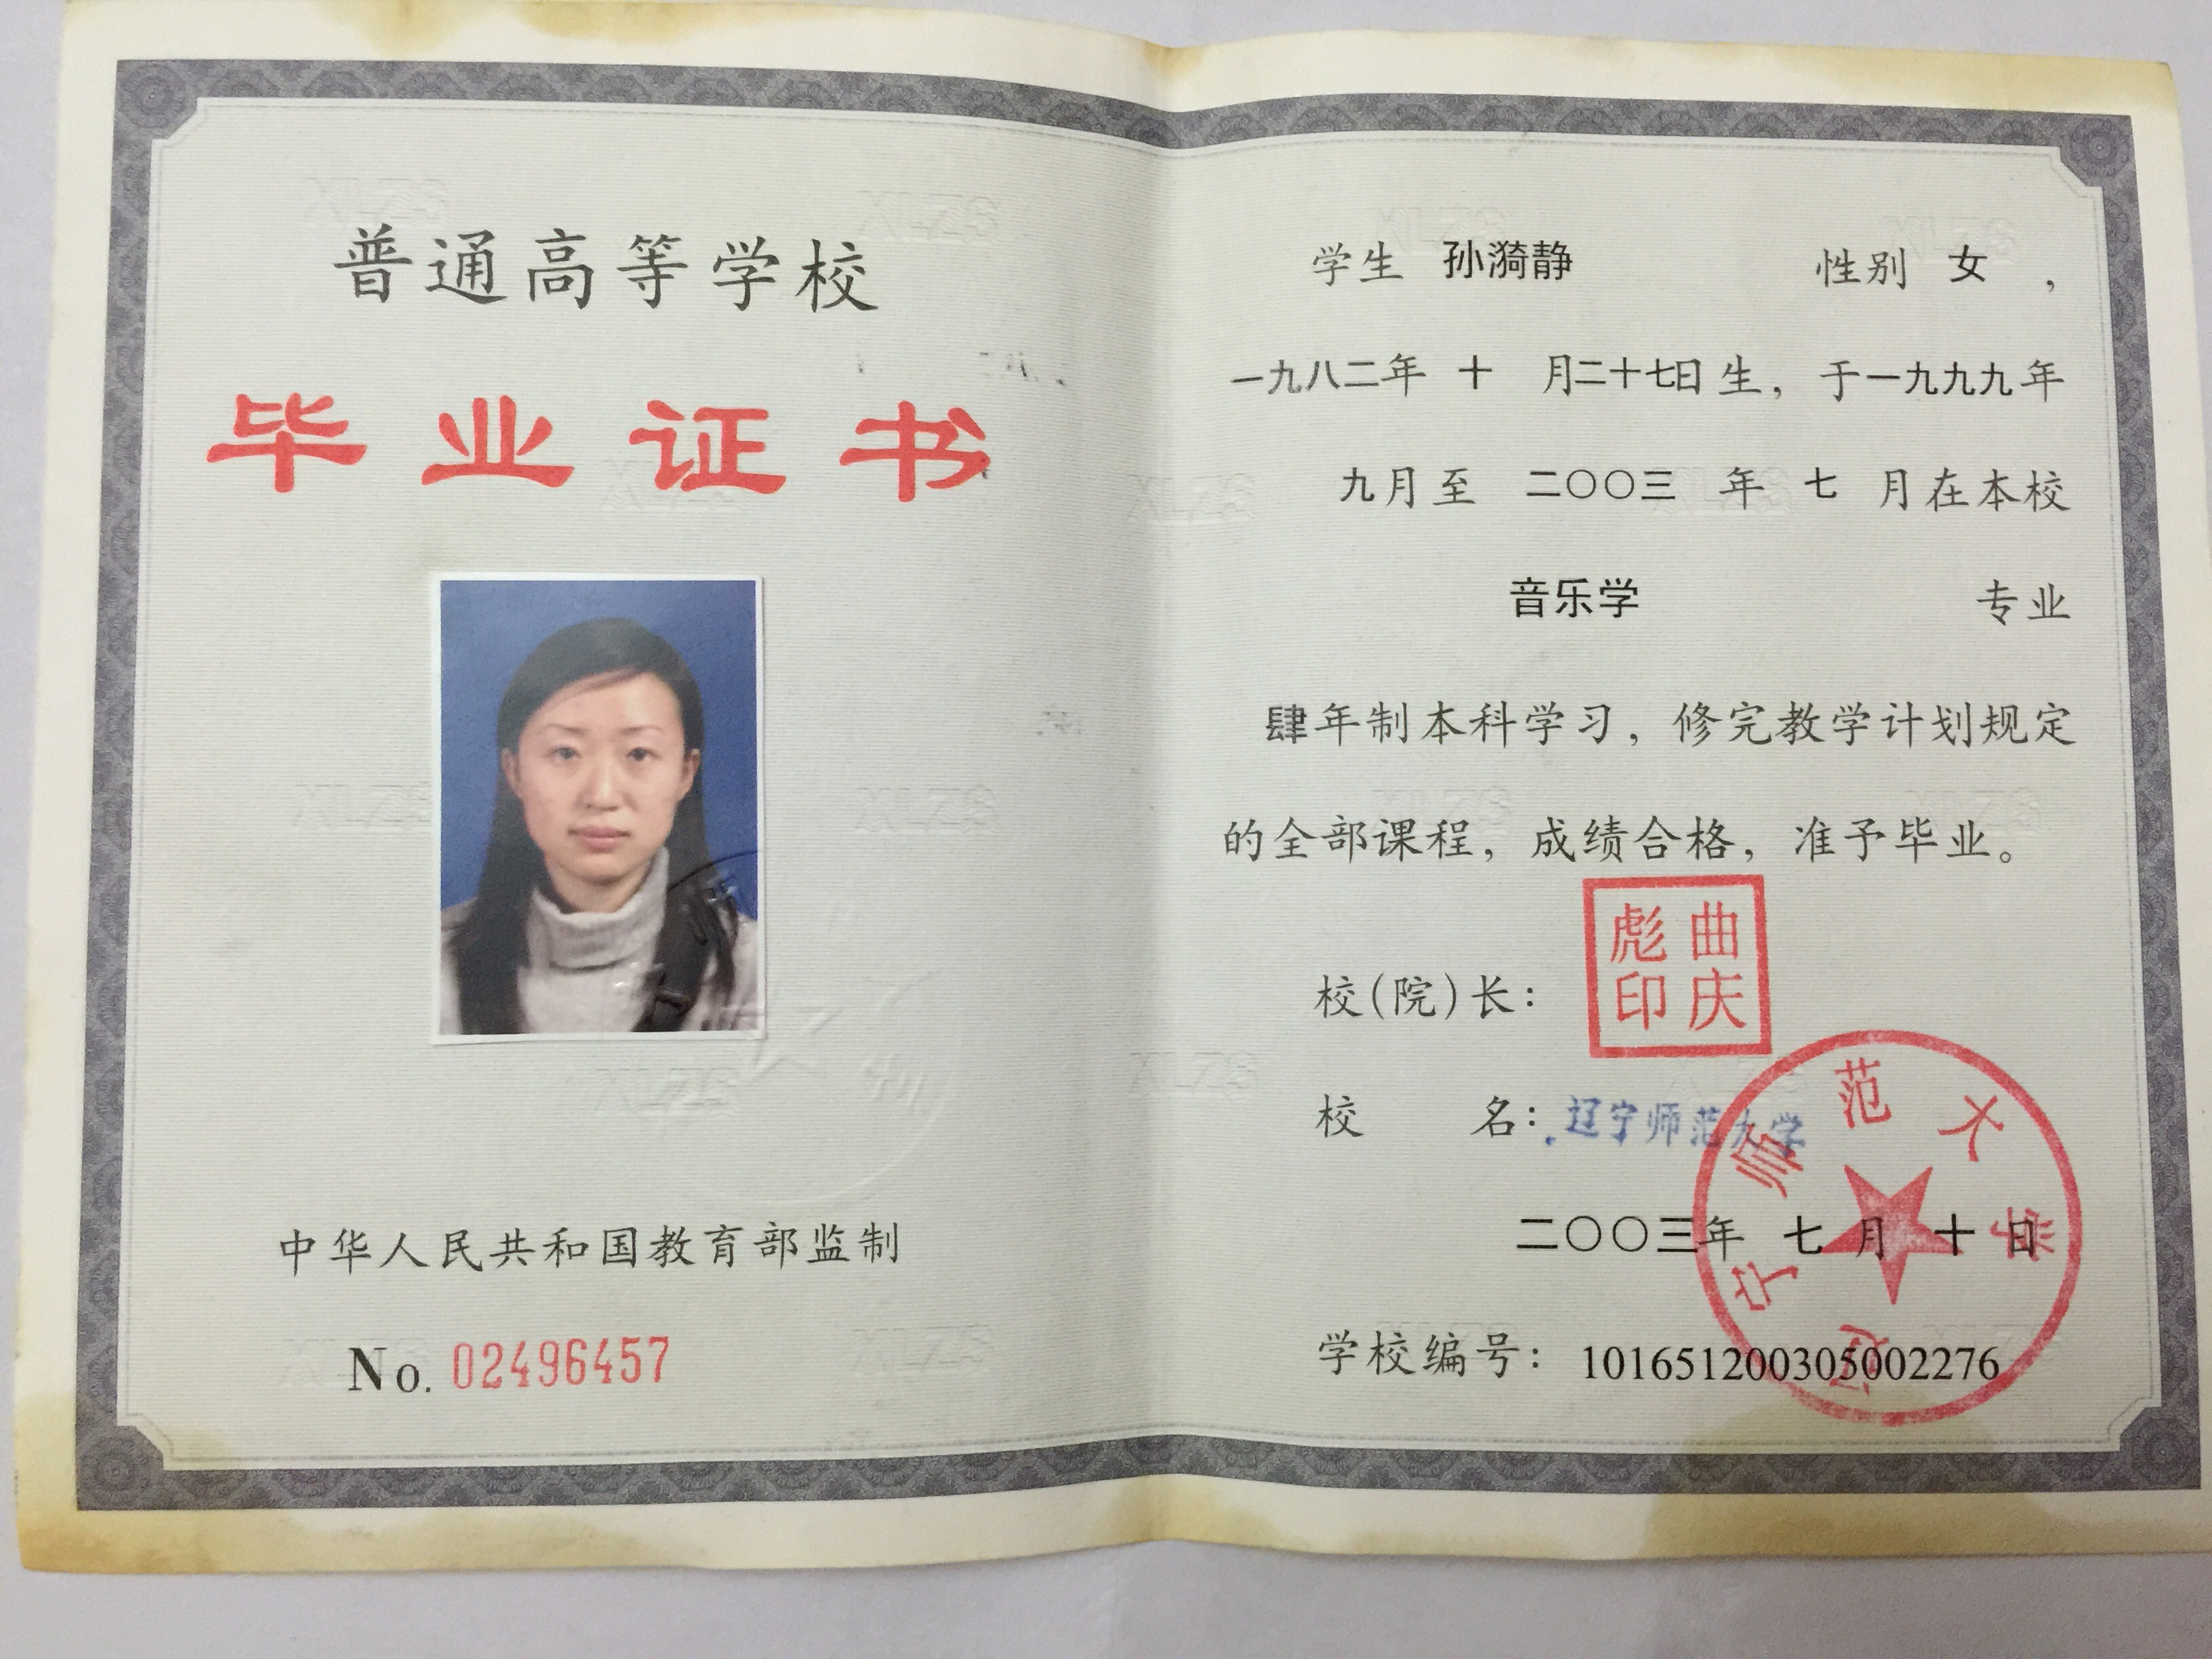 普通高等学校
毕业证书
中华人民共和国教育部监制
No. 02496457
学生 孙漪静 性别 女 ，
一九八二年 十 月二十七日 生，于一九九九年
九月至 二〇〇三 年 七 月在本校
音乐学 专业
肆年制本科学习，修完教学计划规定
的全部课程，成绩合格，准予毕业。
校(院)长：
曲庆彪印
校 名：辽宁师范大学
二〇〇三年 七 月 十 日
学校编号：101651200305002276
辽宁师范大学
XLZS